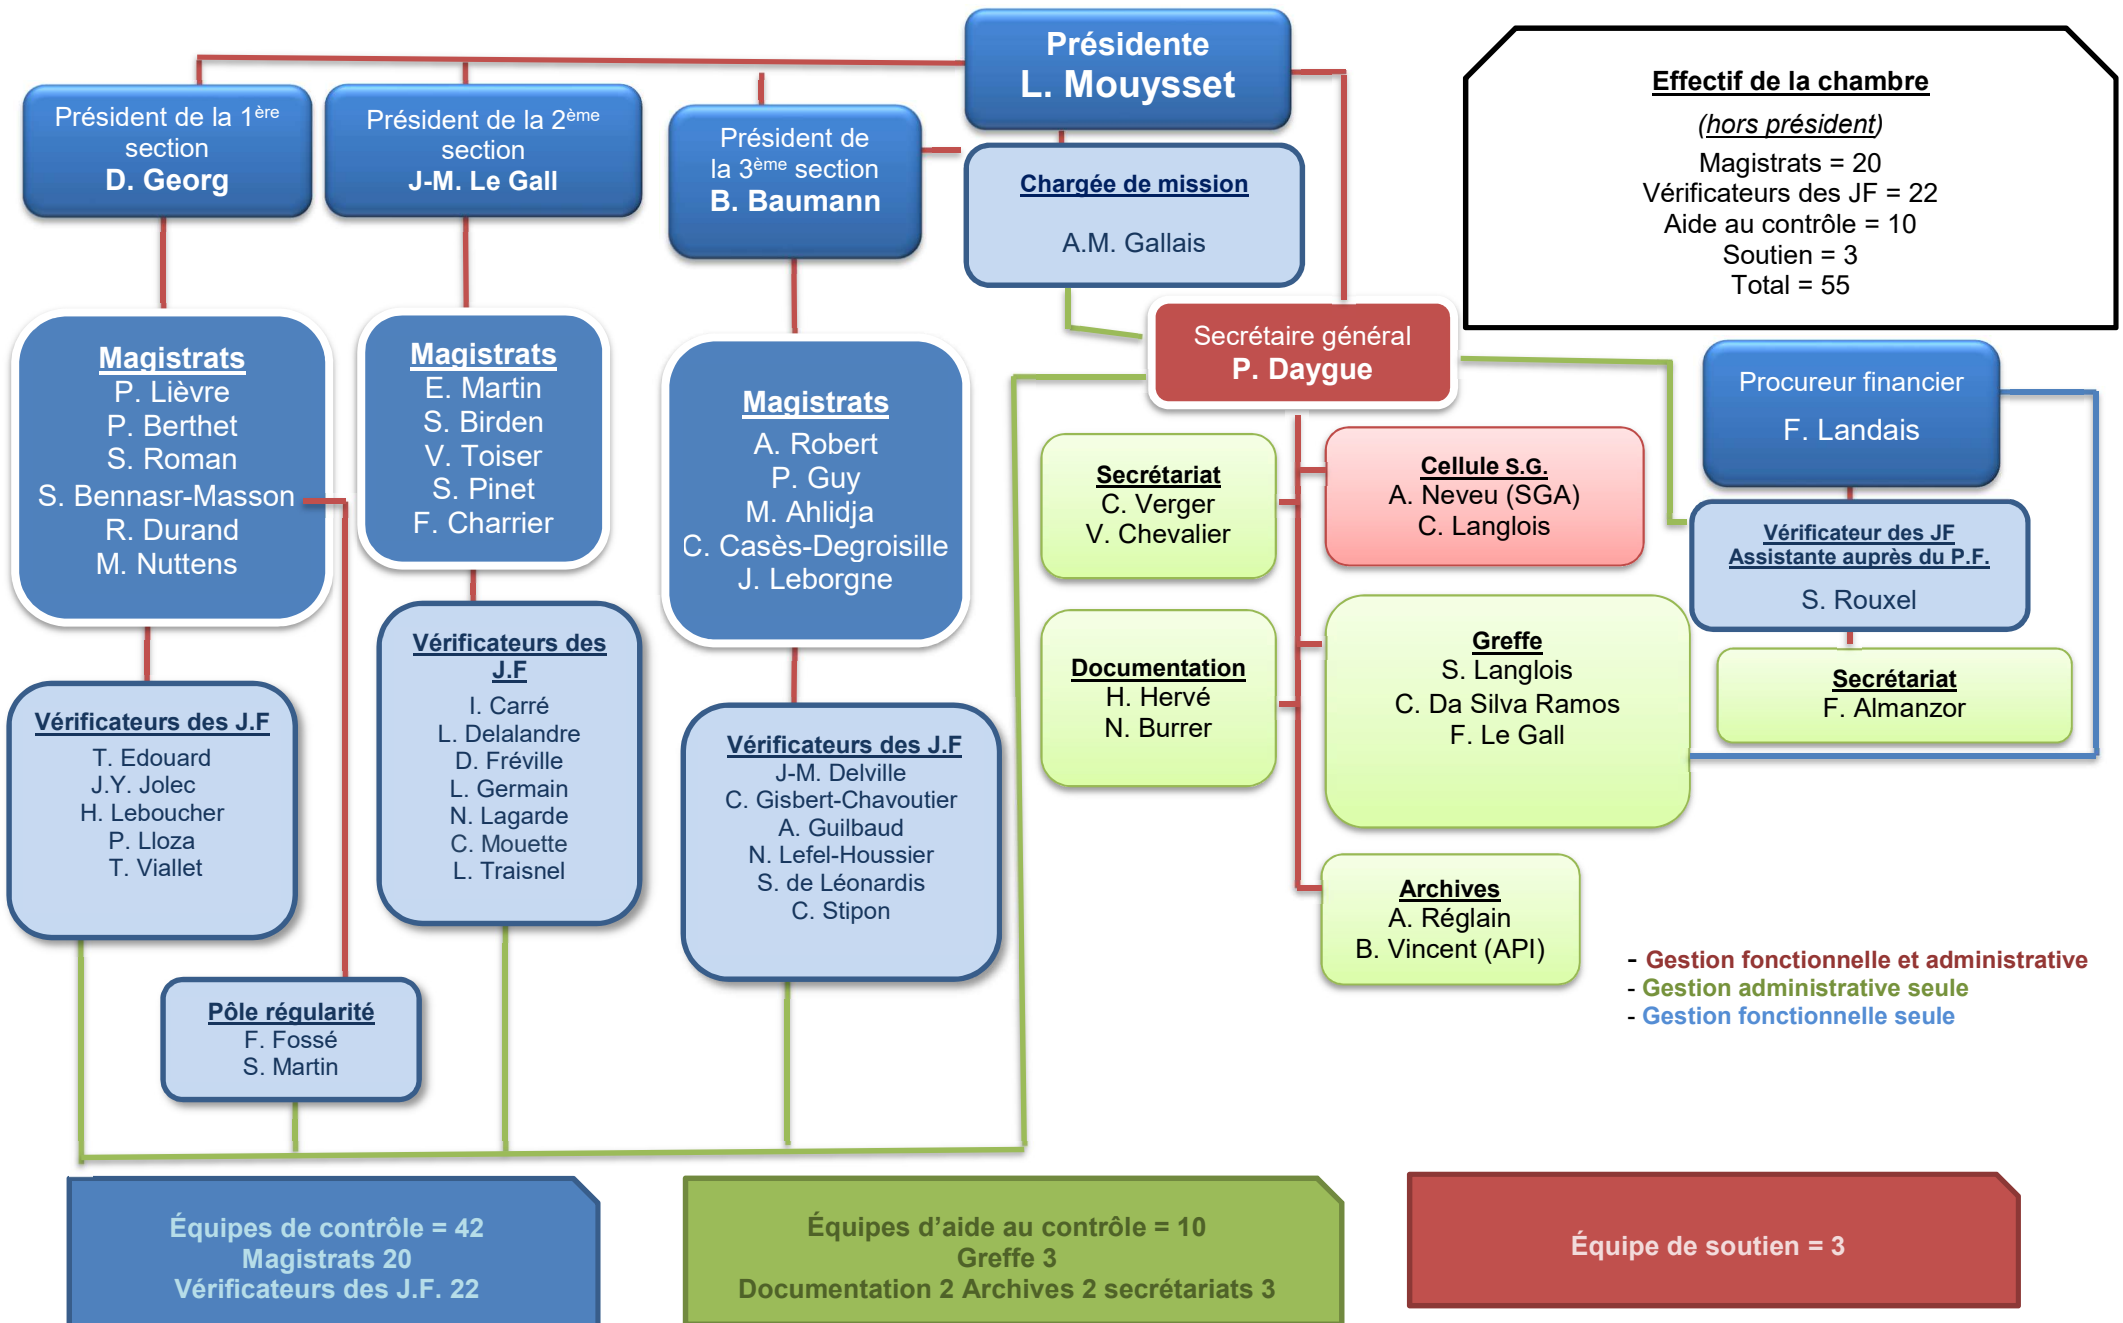 Présidente
L. Mouysset
Effectif de la chambre
(hors président)
Magistrats = 20
Vérificateurs des JF = 22
Aide au contrôle = 10
Soutien = 3
Total = 55
Président de la 1ère
section
D. Georg
Président de la 2ème
section
J-M. Le Gall
Président de
la 3ème section
B. Baumann
Chargée de mission
A.M. Gallais
Secrétaire général
P. Daygue
Procureur financier
F. Landais
Magistrats
P. Lièvre
P. Berthet
S. Roman
S. Bennasr-Masson
R. Durand
M. Nuttens
Magistrats
E. Martin
S. Birden
V. Toiser
S. Pinet
F. Charrier
Magistrats
A. Robert
P. Guy
M. Ahlidja
C. Casès-Degroisille
J. Leborgne
Secrétariat
C. Verger
V. Chevalier
Cellule S.G.
A. Neveu (SGA)
C. Langlois
Vérificateur des JF
Assistante auprès du P.F.
S. Rouxel
Documentation
H. Hervé
N. Burrer
Greffe
S. Langlois
C. Da Silva Ramos
F. Le Gall
Secrétariat
F. Almanzor
Vérificateurs des J.F
T. Edouard
J.Y. Jolec
H. Leboucher
P. Lloza
T. Viallet
Vérificateurs des
J.F
I. Carré
L. Delalandre
D. Fréville
L. Germain
N. Lagarde
C. Mouette
L. Traisnel
Vérificateurs des J.F
J-M. Delville
C. Gisbert-Chavoutier
A. Guilbaud
N. Lefel-Houssier
S. de Léonardis
C. Stipon
Archives
A. Réglain
B. Vincent (API)
Pôle régularité
F. Fossé
S. Martin
- Gestion fonctionnelle et administrative
- Gestion administrative seule
- Gestion fonctionnelle seule
Équipes de contrôle = 42
Magistrats 20
Vérificateurs des J.F. 22
Équipes d’aide au contrôle = 10
Greffe 3
Documentation 2 Archives 2 secrétariats 3
Équipe de soutien = 3